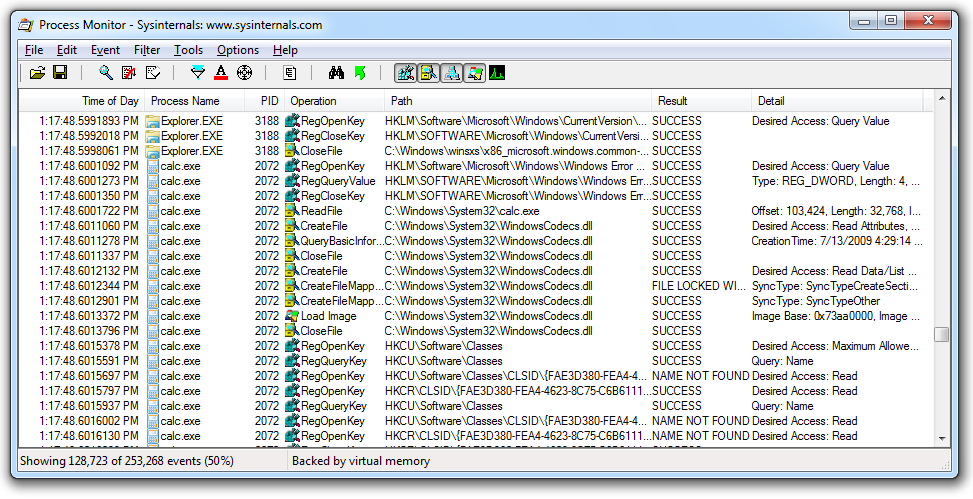 Process Monitor - Sysinternals: www.sysinternals.com
File Edit Event Filter Tools Options Help
Time of Day Process Name PID Operation Path Result Detail
1:17:48.5991893 PM Explorer.EXE 3188 RegOpenKey HKLM\Software\Microsoft\Windows\CurrentVersion\... SUCCESS Desired Access: Query Value
1:17:48.5992018 PM Explorer.EXE 3188 RegCloseKey HKLM\SOFTWARE\Microsoft\Windows\CurrentVersi... SUCCESS
1:17:48.5998061 PM Explorer.EXE 3188 CloseFile C:\Windows\winsxs\x86_microsoft.windows.common-... SUCCESS
1:17:48.6001092 PM calc.exe 2072 RegOpenKey HKLM\Software\Microsoft\Windows\Windows Error ... SUCCESS Desired Access: Query Value
1:17:48.6001273 PM calc.exe 2072 RegQueryValue HKLM\SOFTWARE\Microsoft\Windows\Windows Err... SUCCESS Type: REG_DWORD, Length: 4, ...
1:17:48.6001350 PM calc.exe 2072 RegCloseKey HKLM\SOFTWARE\Microsoft\Windows\Windows Err... SUCCESS
1:17:48.6001722 PM calc.exe 2072 ReadFile C:\Windows\System32\calc.exe SUCCESS Offset: 103,424, Length: 32,768, I...
1:17:48.6011060 PM calc.exe 2072 CreateFile C:\Windows\System32\WindowsCodecs.dll SUCCESS Desired Access: Read Attributes, ...
1:17:48.6011278 PM calc.exe 2072 QueryBasicInfor... C:\Windows\System32\WindowsCodecs.dll SUCCESS CreationTime: 7/13/2009 4:29:14 ...
1:17:48.6011337 PM calc.exe 2072 CloseFile C:\Windows\System32\WindowsCodecs.dll SUCCESS
1:17:48.6012132 PM calc.exe 2072 CreateFile C:\Windows\System32\WindowsCodecs.dll SUCCESS Desired Access: Read Data/List ...
1:17:48.6012344 PM calc.exe 2072 CreateFileMapp... C:\Windows\System32\WindowsCodecs.dll FILE LOCKED WI... SyncType: SyncTypeCreateSecti...
1:17:48.6012901 PM calc.exe 2072 CreateFileMapp... C:\Windows\System32\WindowsCodecs.dll SUCCESS SyncType: SyncTypeOther
1:17:48.6013372 PM calc.exe 2072 Load Image C:\Windows\System32\WindowsCodecs.dll SUCCESS Image Base: 0x73aa0000, Image ...
1:17:48.6013796 PM calc.exe 2072 CloseFile C:\Windows\System32\WindowsCodecs.dll SUCCESS
1:17:48.6015378 PM calc.exe 2072 RegOpenKey HKCU\Software\Classes SUCCESS Desired Access: Maximum Allowe...
1:17:48.6015591 PM calc.exe 2072 RegQueryKey HKCU\Software\Classes SUCCESS Query: Name
1:17:48.6015697 PM calc.exe 2072 RegOpenKey HKCU\Software\Classes\CLSID\{FAE3D380-FEA4-4... NAME NOT FOUND Desired Access: Read
1:17:48.6015797 PM calc.exe 2072 RegOpenKey HKCR\CLSID\{FAE3D380-FEA4-4623-8C75-C6B6111... SUCCESS Desired Access: Read
1:17:48.6015937 PM calc.exe 2072 RegQueryKey HKCU\Software\Classes SUCCESS Query: Name
1:17:48.6016002 PM calc.exe 2072 RegOpenKey HKCU\Software\Classes\CLSID\{FAE3D380-FEA4-4... NAME NOT FOUND Desired Access: Read
1:17:48.6016130 PM calc.exe 2072 RegOpenKey HKCR\CLSID\{FAE3D380-FEA4-4623-8C75-C6B6111... NAME NOT FOUND Desired Access: Read
Showing 128,723 of 253,268 events (50%) Backed by virtual memory